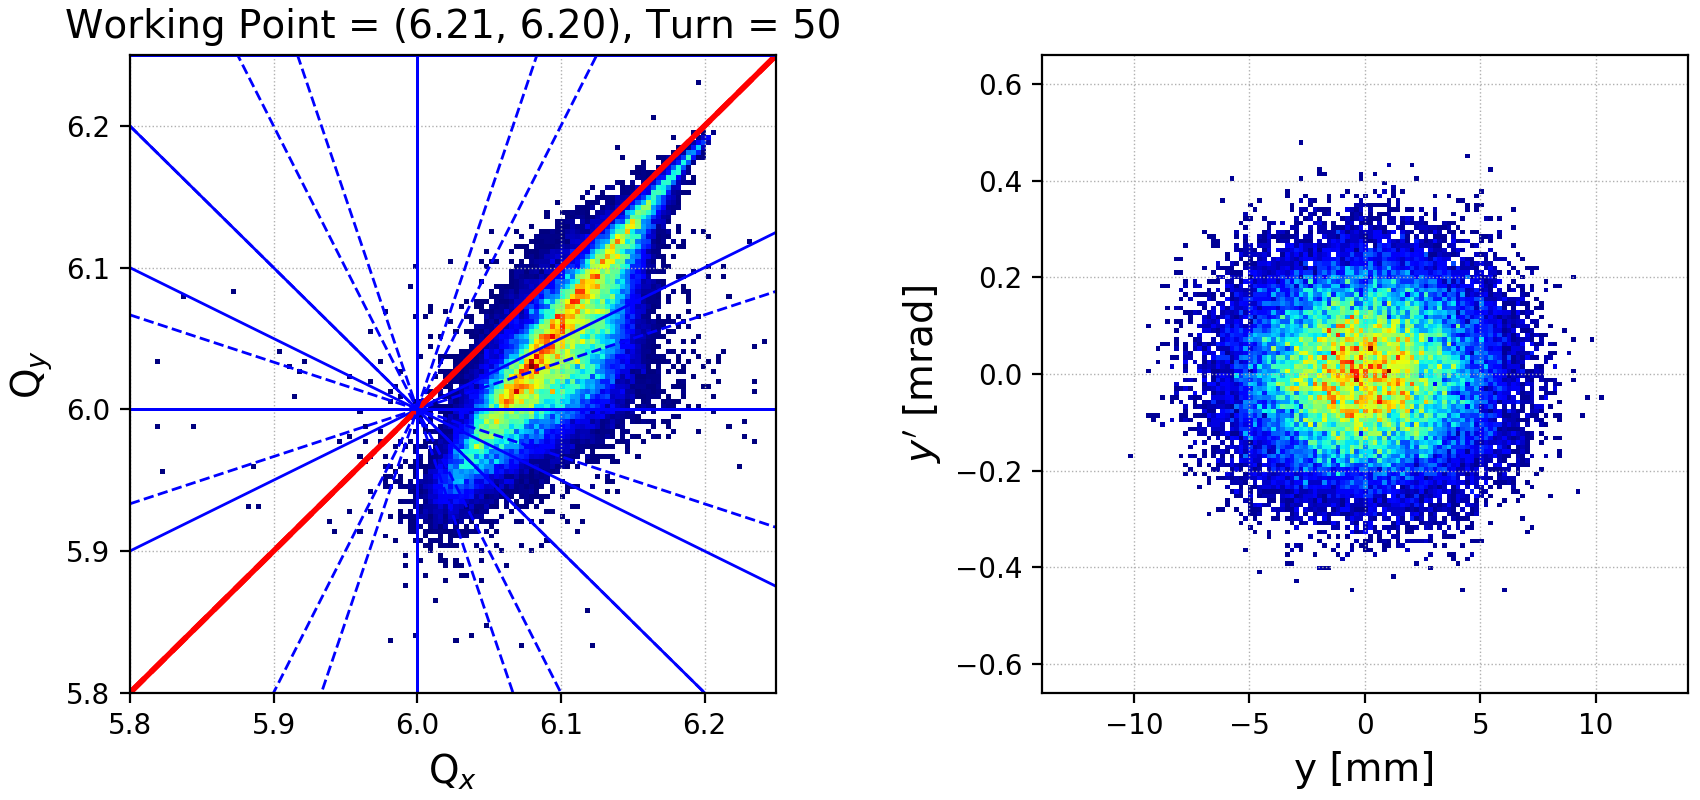 Working Point = (6.21, 6.20), Turn = 50
6.2
6.1
6.0
5.9
5.8
Q_y
5.8 5.9 6.0 6.1 6.2
Q_x
0.6
0.4
0.2
0.0
−0.2
−0.4
−0.6
y′ [mrad]
−10 −5 0 5 10
y [mm]